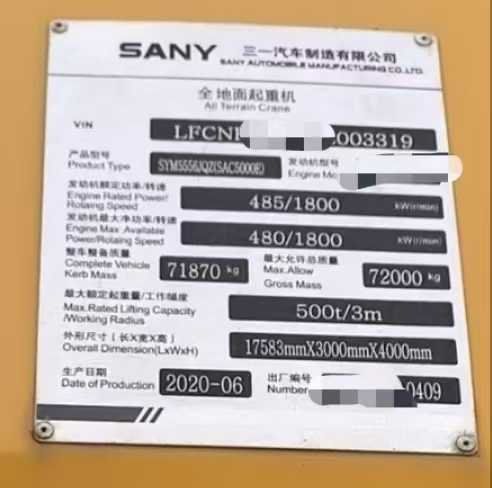 SANY 三一汽车制造有限公司
SANY AUTOMOBILE MANUFACTURING CO.,LTD.
全地面起重机
All Terrain Crane
VIN LFCN 003319
产品型号 发动机型号
Product Type SYM5556JQZ(SAC5000E) Engine Mo
发动机额定功率/转速
Engine Rated Power/ 485/1800 kW(r/min)
Rotaing Speed
发动机最大净功率/转速
Engine Max. Available 480/1800 kW(r/min)
Power/Rotaing Speed
整车整备质量 最大允许总质量
Complete Vehicle 71870 kg Max.Allow 72000 kg
Kerb Mass Gross Mass
最大额定起重量/工作幅度
Max.Rated Lifting Capacity 500t/3m
/Working Radius
外形尺寸(长X宽X高)
Overall Dimension(LxWxH) 17583mmX3000mmX4000mm
生产日期 出厂编号
Date of Production 2020-06 Number 0409